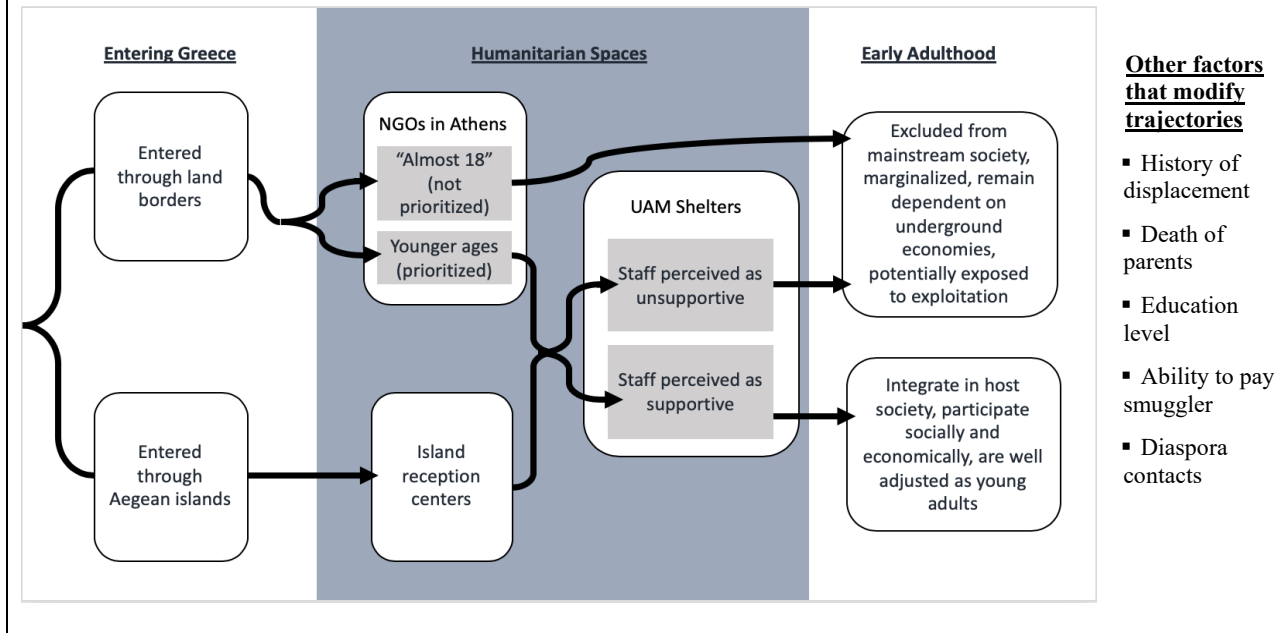 Entering Greece
Humanitarian Spaces
Early Adulthood
Entered
through land
borders
Entered
through
Aegean islands
NGOs in Athens
“Almost 18”
(not
prioritized)
Younger ages
(prioritized)
Island
reception
centers
UAM Shelters
Staff perceived as
unsupportive
Staff perceived as
supportive
Excluded from
mainstream society,
marginalized, remain
dependent on
underground
economies,
potentially exposed
to exploitation
Integrate in host
society, participate
socially and
economically, are well
adjusted as young
adults
Other factors
that modify
trajectories
▪ History of
displacement
▪ Death of
parents
▪ Education
level
▪ Ability to pay
smuggler
▪ Diaspora
contacts